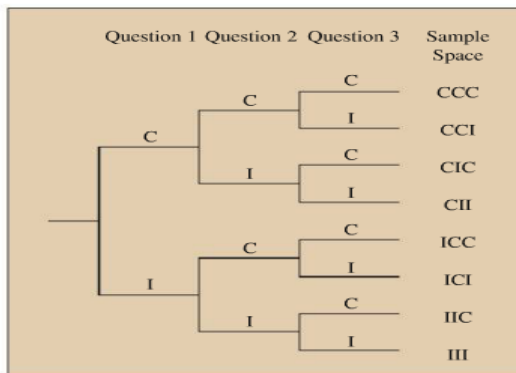 Question 1 Question 2 Question 3 Sample
Space
C
C CCC
I CCI
C
C CIC
I
I CII
C ICC
C
I ICI
I
C IIC
I
I III